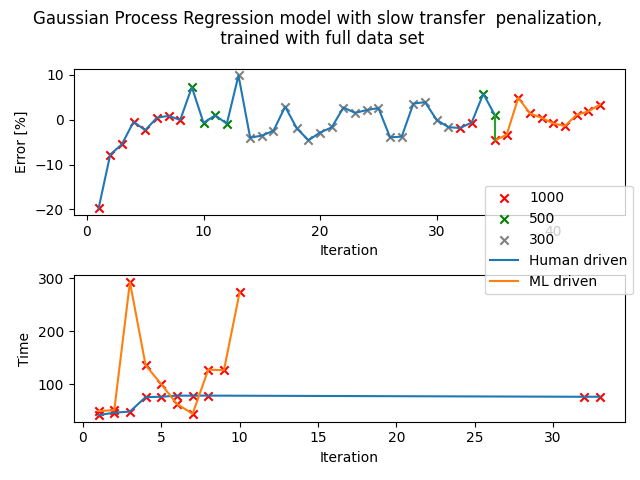 Gaussian Process Regression model with slow transfer  penalization,
trained with full data set
10
0
−10
−20
Error [%]
0
10
20
30
40
Iteration
1000
500
300
Human driven
ML driven
300
200
100
Time
0
5
10
15
20
25
30
Iteration